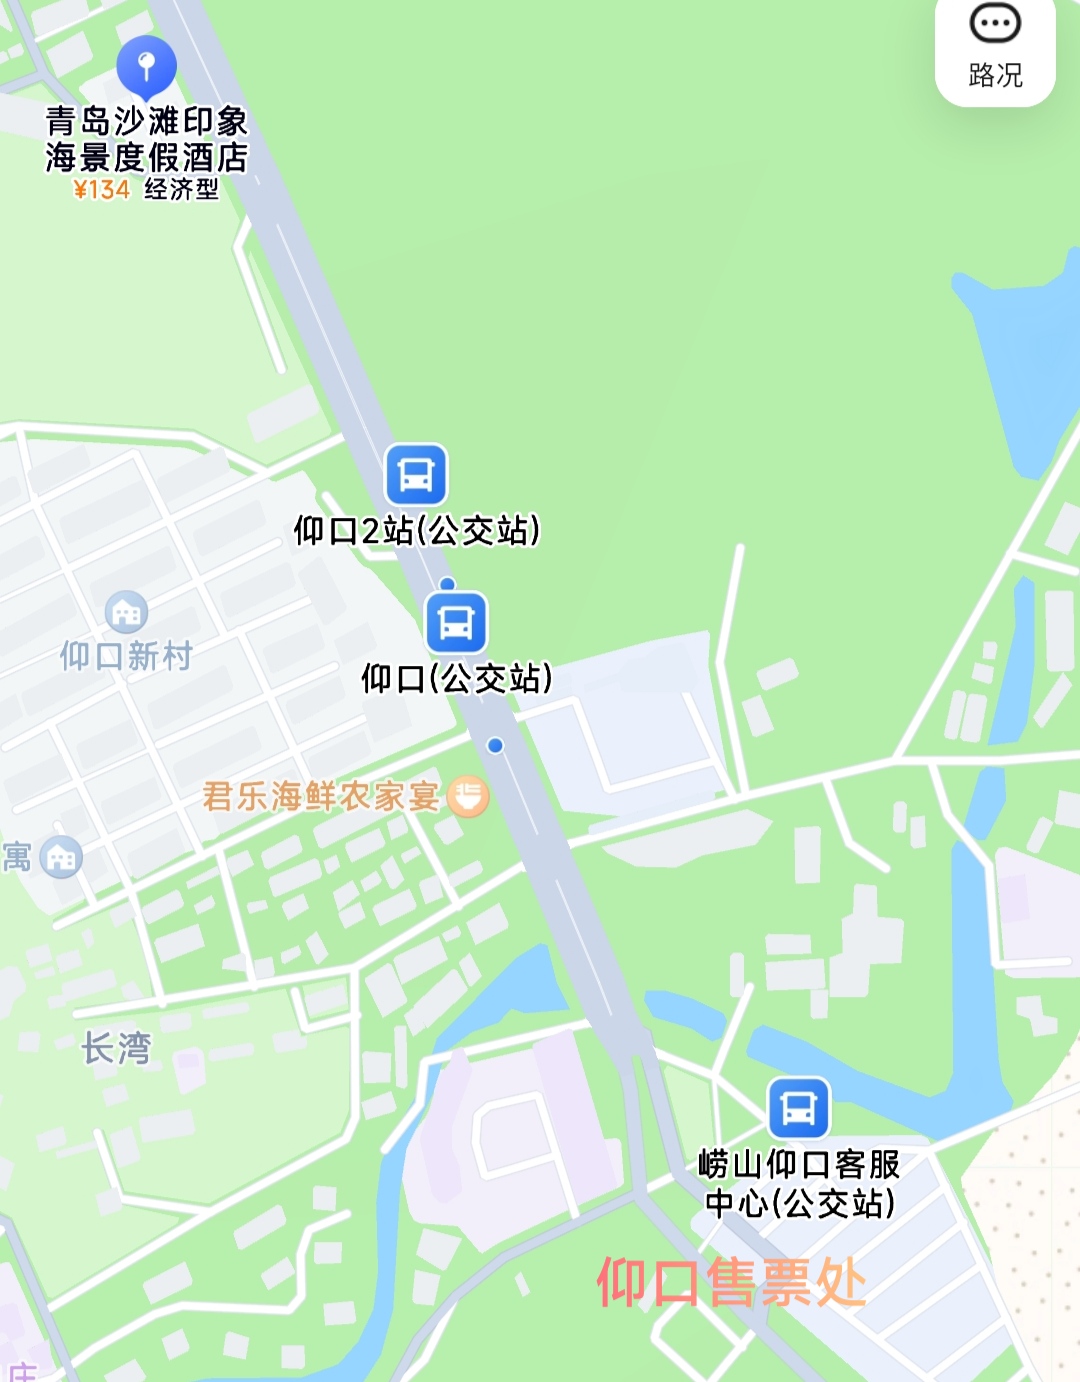 路况
青岛沙滩印象
海景度假酒店
¥134 经济型
仰口2站(公交站)
仰口新村
仰口(公交站)
君乐海鲜农家宴
寓
长湾
崂山仰口客服
中心(公交站)
仰口售票处
庄